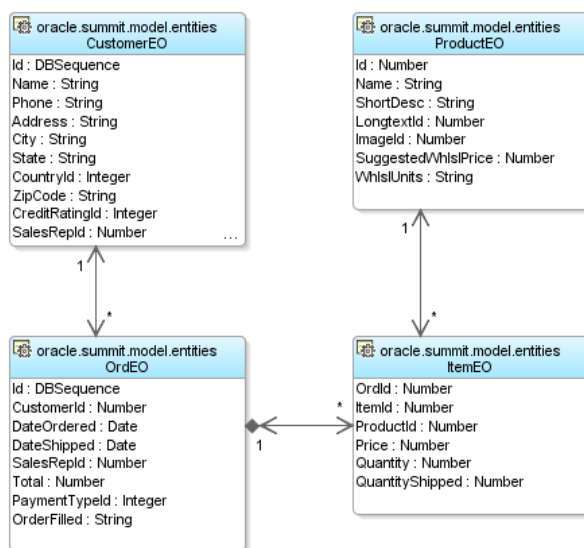 oracle.summit.model.entities
CustomerEO
Id : DBSequence
Name : String
Phone : String
Address : String
City : String
State : String
CountryId : Integer
ZipCode : String
CreditRatingId : Integer
SalesRepId : Number
...
oracle.summit.model.entities
ProductEO
Id : Number
Name : String
ShortDesc : String
LongtextId : Number
ImageId : Number
SuggestedWhlslPrice : Number
WhlslUnits : String
1
*
1
*
oracle.summit.model.entities
OrdEO
Id : DBSequence
CustomerId : Number
DateOrdered : Date
DateShipped : Date
SalesRepId : Number
Total : Number
PaymentTypeId : Integer
OrderFilled : String
1
*
oracle.summit.model.entities
ItemEO
OrdId : Number
ItemId : Number
ProductId : Number
Price : Number
Quantity : Number
QuantityShipped : Number